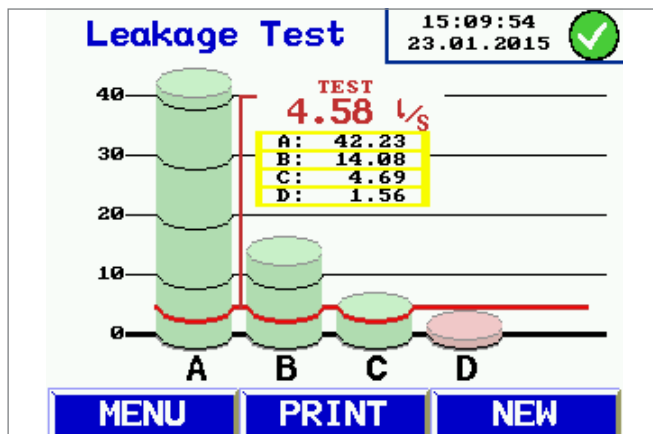 Leakage Test
15:09:54
23.01.2015
TEST
4.58 l/s
A: 42.23
B: 14.08
C: 4.69
D: 1.56
40
30
20
10
0
A B C D
MENU PRINT NEW